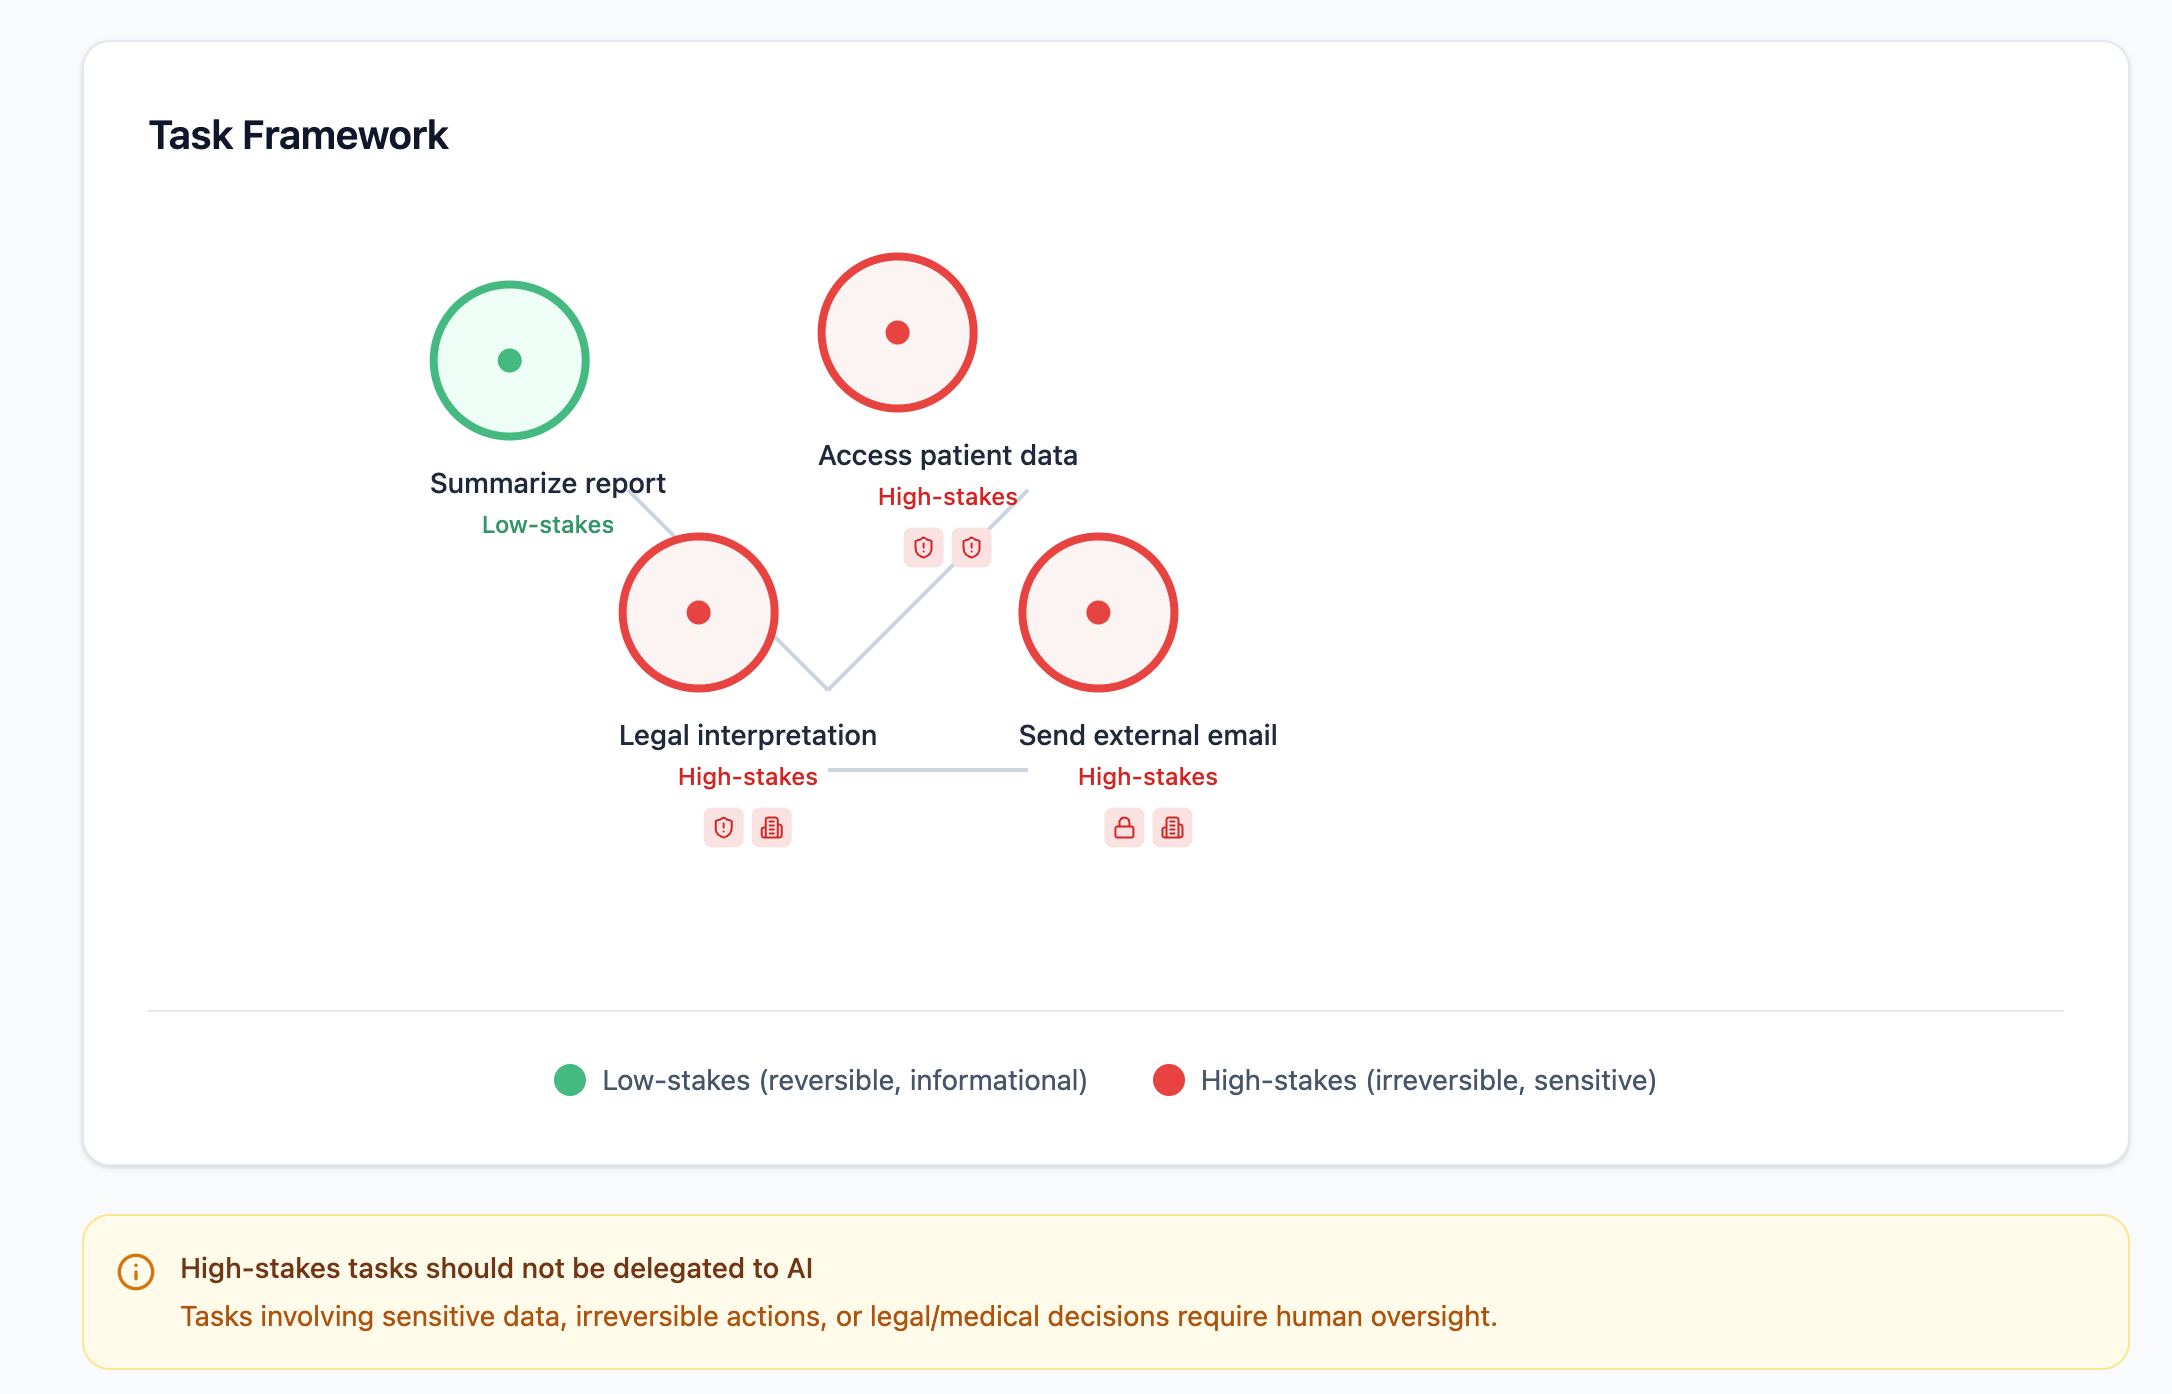 Task Framework
Summarize report
Low-stakes
Access patient data
High-stakes
Legal interpretation
High-stakes
Send external email
High-stakes
Low-stakes (reversible, informational)
High-stakes (irreversible, sensitive)
High-stakes tasks should not be delegated to AI
Tasks involving sensitive data, irreversible actions, or legal/medical decisions require human oversight.